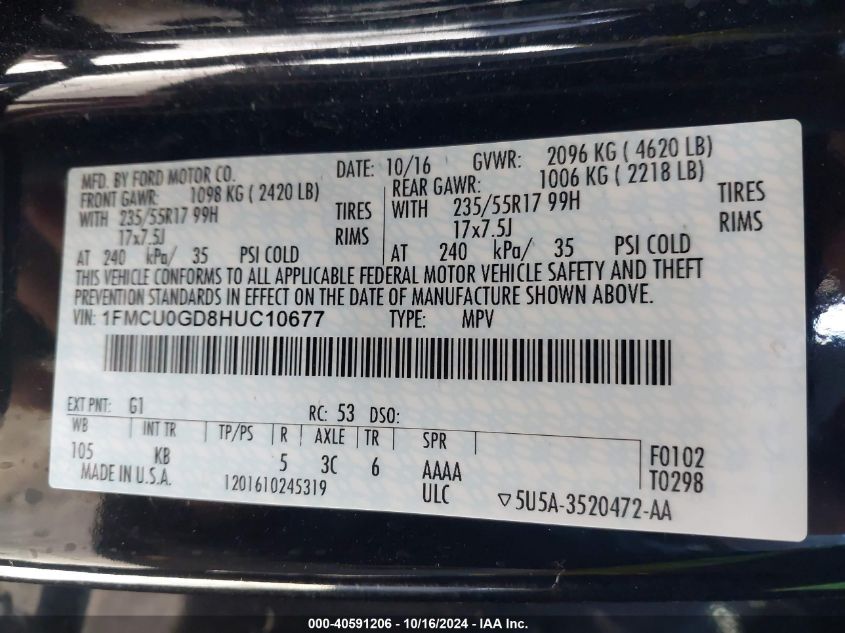 MFD. BY FORD MOTOR CO. DATE: 10/16 GVWR: 2096 KG ( 4620 LB)
FRONT GAWR: 1098 KG ( 2420 LB) REAR GAWR: 1006 KG ( 2218 LB)
WITH 235/55R17 99H TIRES WITH 235/55R17 99H TIRES
17x7.5J RIMS 17x7.5J RIMS
AT 240 kPa/ 35 PSI COLD AT 240 kPa/ 35 PSI COLD
THIS VEHICLE CONFORMS TO ALL APPLICABLE FEDERAL MOTOR VEHICLE SAFETY AND THEFT
PREVENTION STANDARDS IN EFFECT ON THE DATE OF MANUFACTURE SHOWN ABOVE.
VIN: 1FMCU0GD8HUC10677 TYPE: MPV
EXT PNT: G1 RC: 53 DSO:
WB INT TR TP/PS R AXLE TR SPR
105 KB 5 3C 6 AAAA F0102
MADE IN U.S.A. 1201610245319 ULC T0298
▽5U5A-3520472-AA
000-40591206 - 10/16/2024 - IAA Inc.